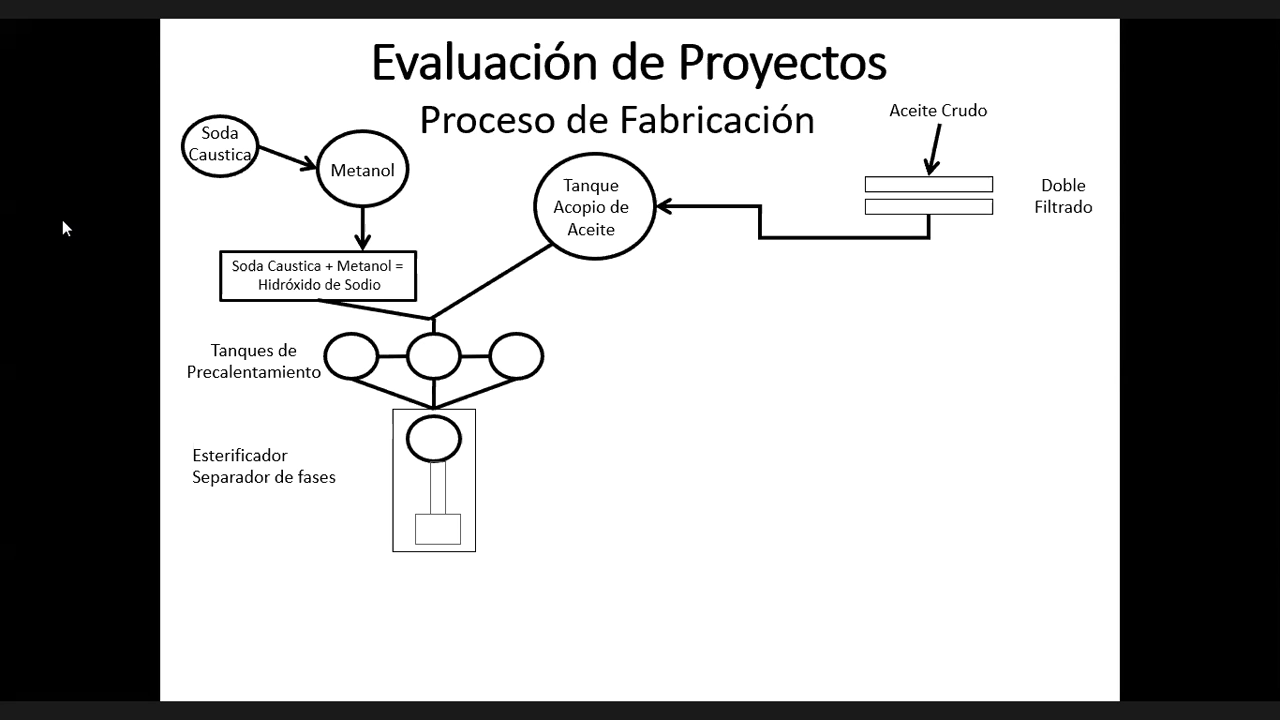 Evaluación de Proyectos
Proceso de Fabricación
Aceite Crudo
Soda
Caustica
Metanol
Tanque
Acopio de
Aceite
Doble
Filtrado
Soda Caustica + Metanol =
Hidróxido de Sodio
Tanques de
Precalentamiento
Esterificador
Separador de fases